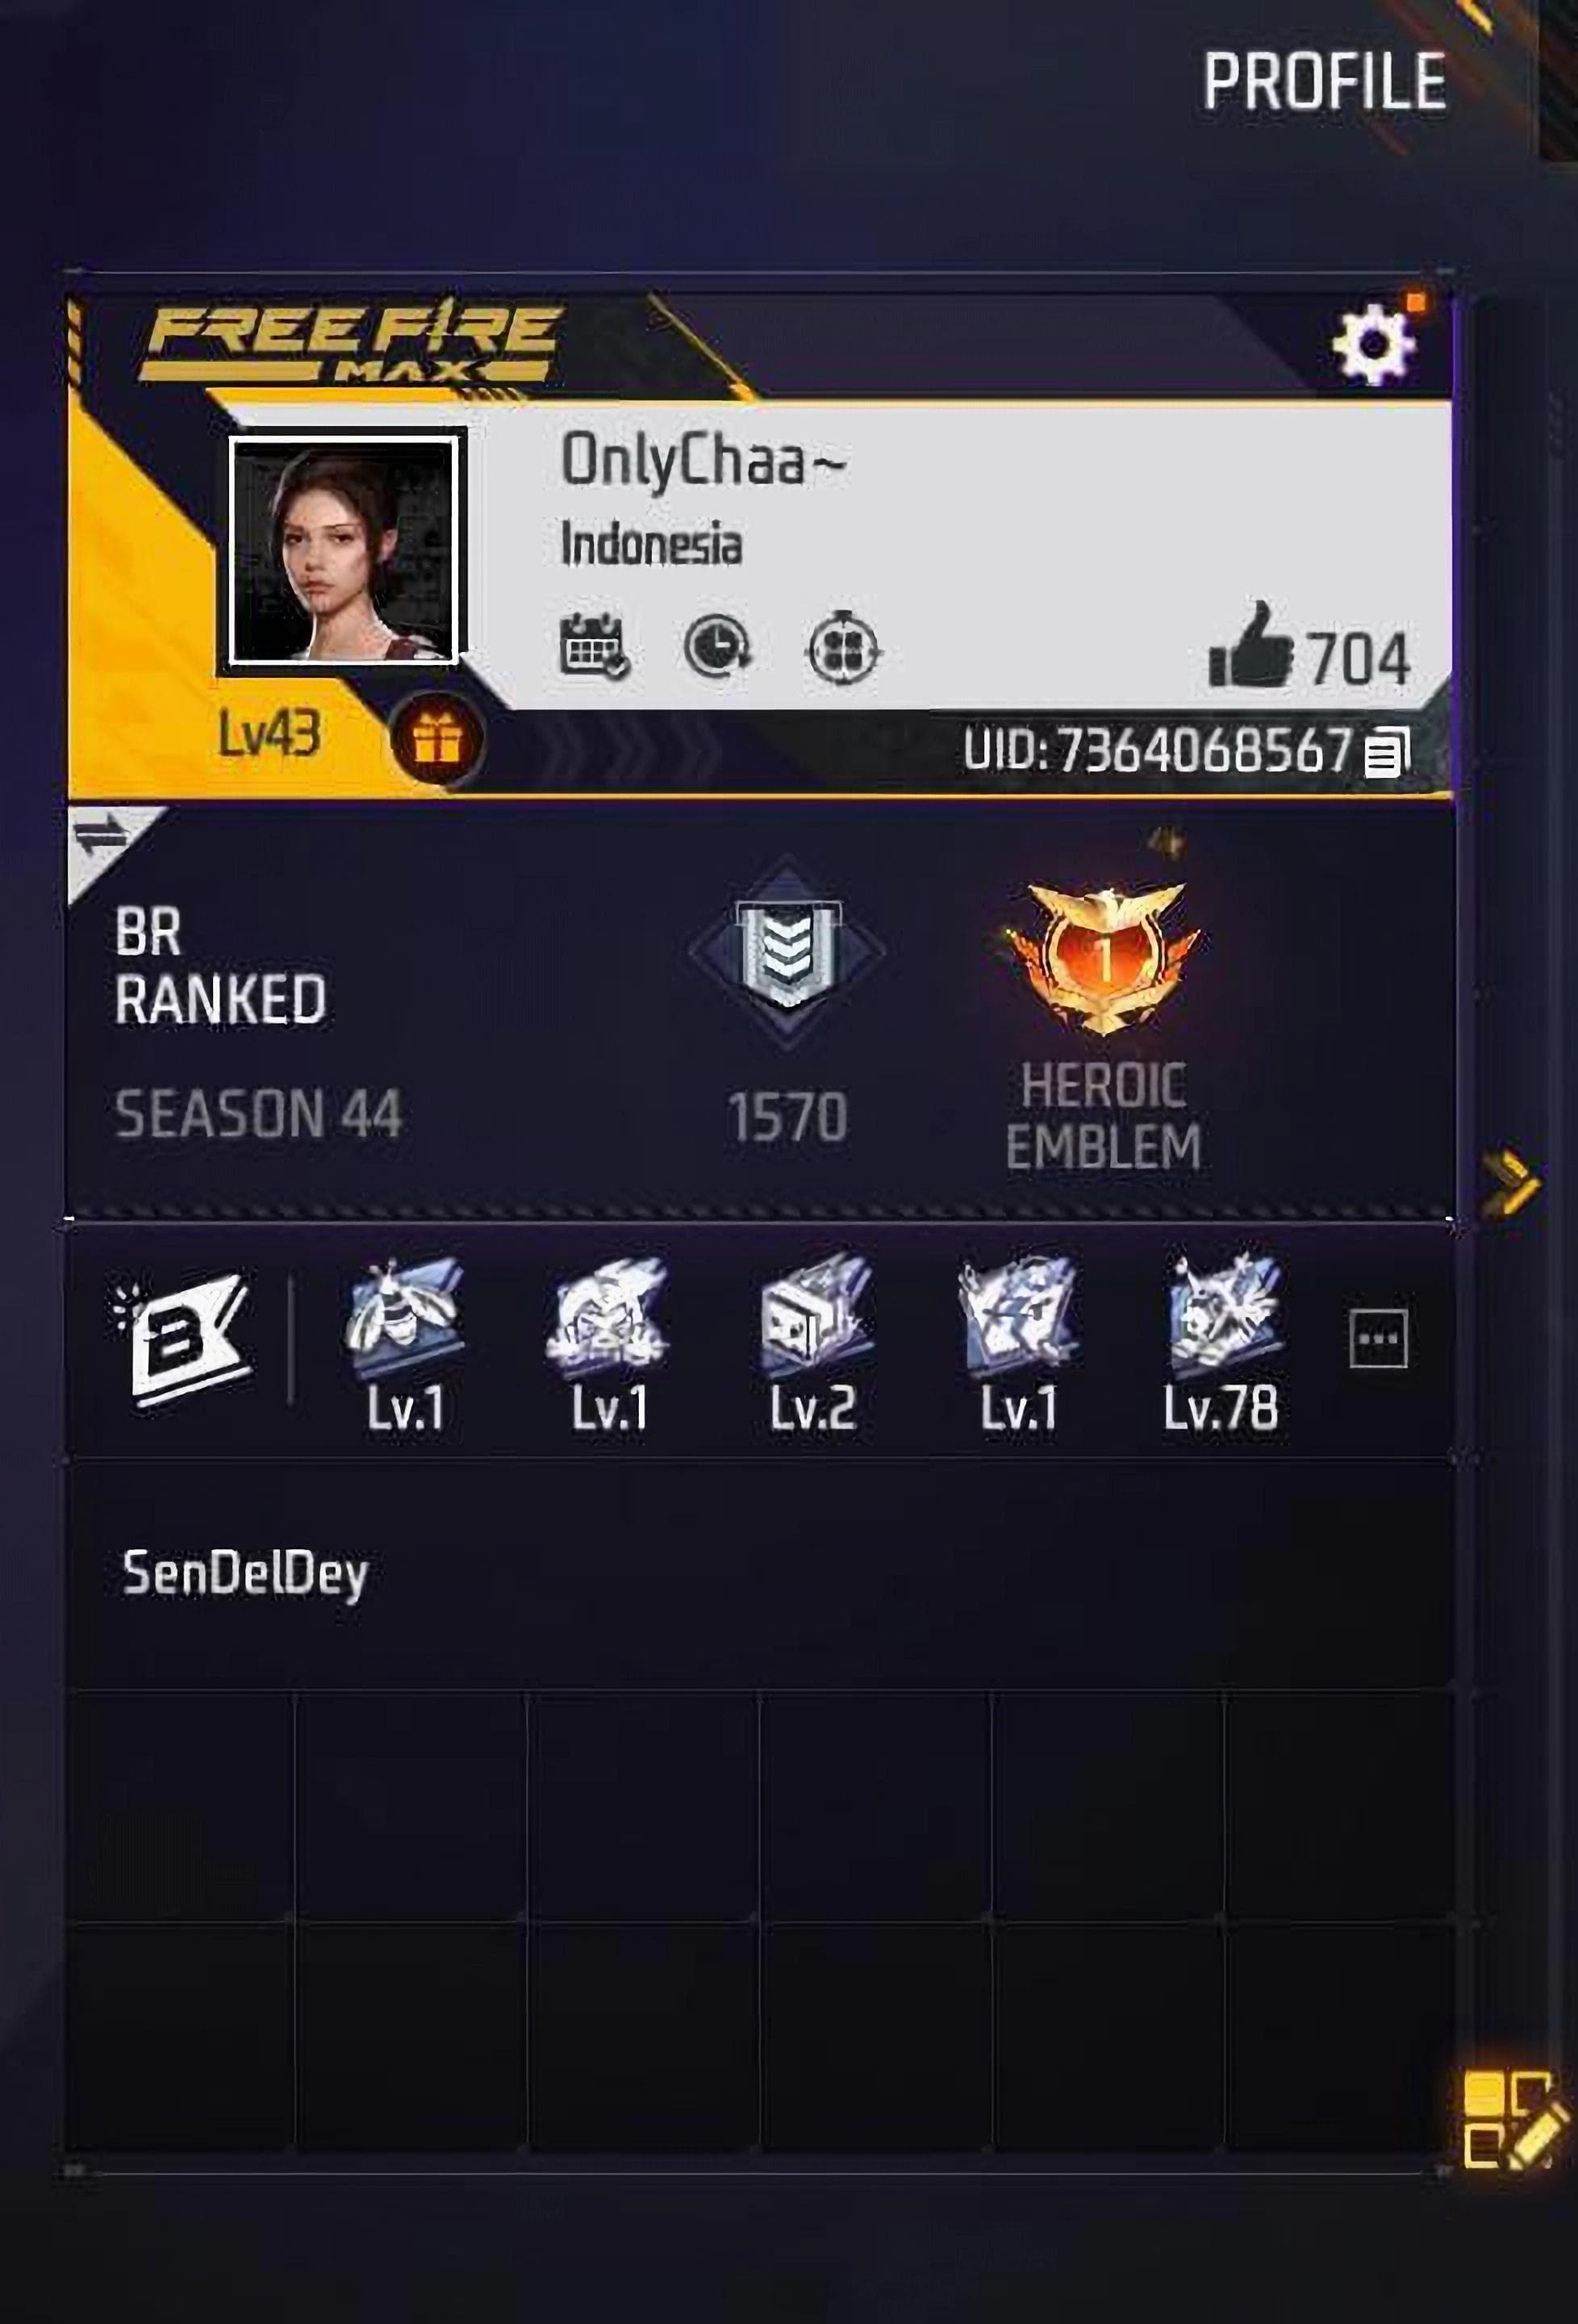 PROFILE
FREE FIRE
MAX
OnlyChaa~
Indonesia
704
Lv43
UID:7364068567
BR
RANKED
SEASON 44
1570
1
HEROIC
EMBLEM
Lv.1
Lv.1
Lv.2
Lv.1
Lv.78
SenDelDey